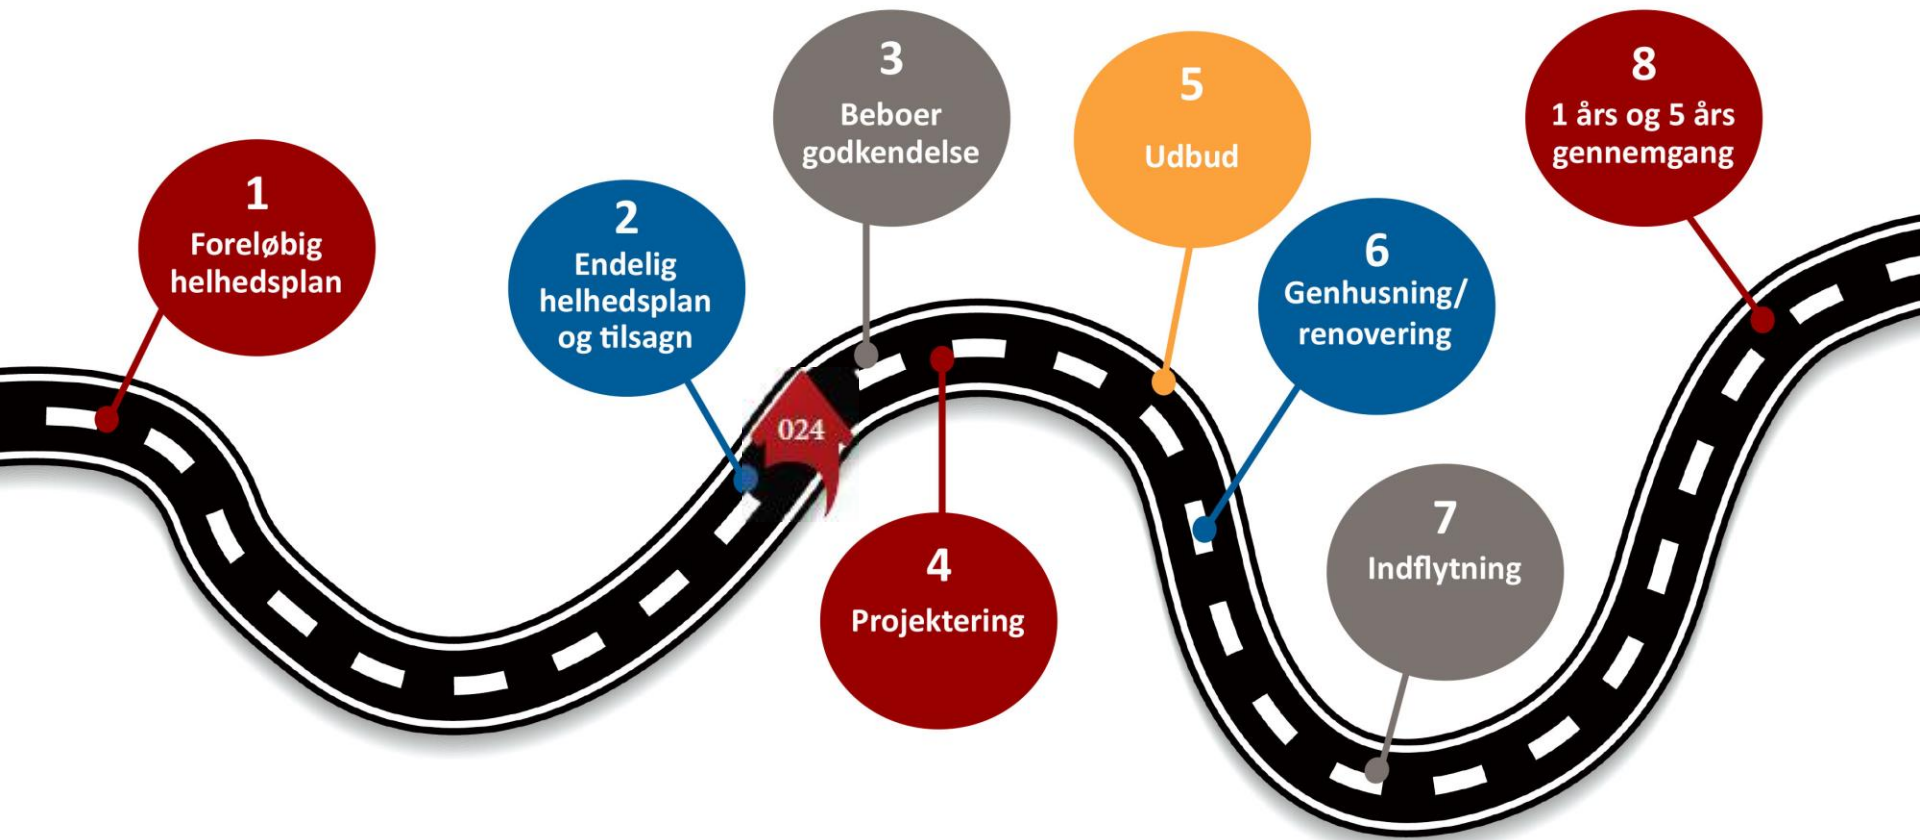 1
Foreløbig
helhedsplan
2
Endelig
helhedsplan
og tilsagn
3
Beboer
godkendelse
024
4
Projektering
5
Udbud
6
Genhusning/
renovering
7
Indflytning
8
1 års og 5 års
gennemgang